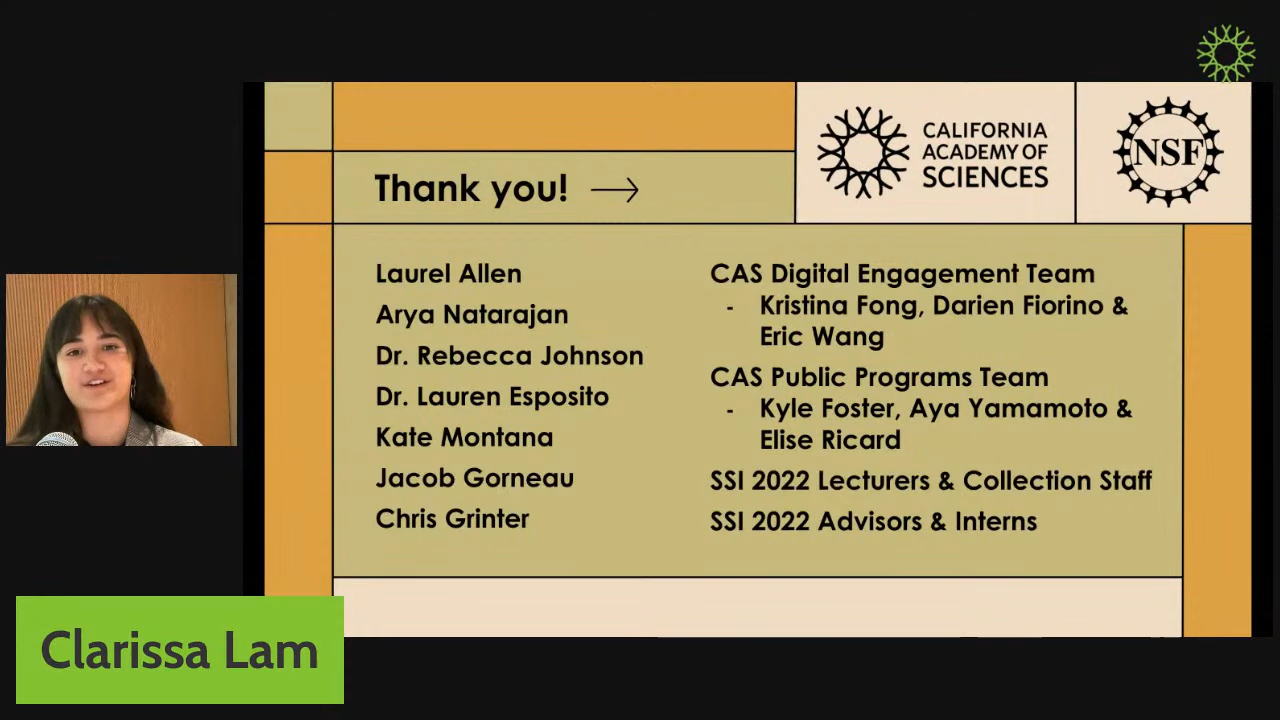 CALIFORNIA
ACADEMY OF
SCIENCES
NSF
Thank you!
Laurel Allen
Arya Natarajan
Dr. Rebecca Johnson
Dr. Lauren Esposito
Kate Montana
Jacob Gorneau
Chris Grinter
CAS Digital Engagement Team
- Kristina Fong, Darien Fiorino &
Eric Wang
CAS Public Programs Team
- Kyle Foster, Aya Yamamoto &
Elise Ricard
SSI 2022 Lecturers & Collection Staff
SSI 2022 Advisors & Interns
Clarissa Lam